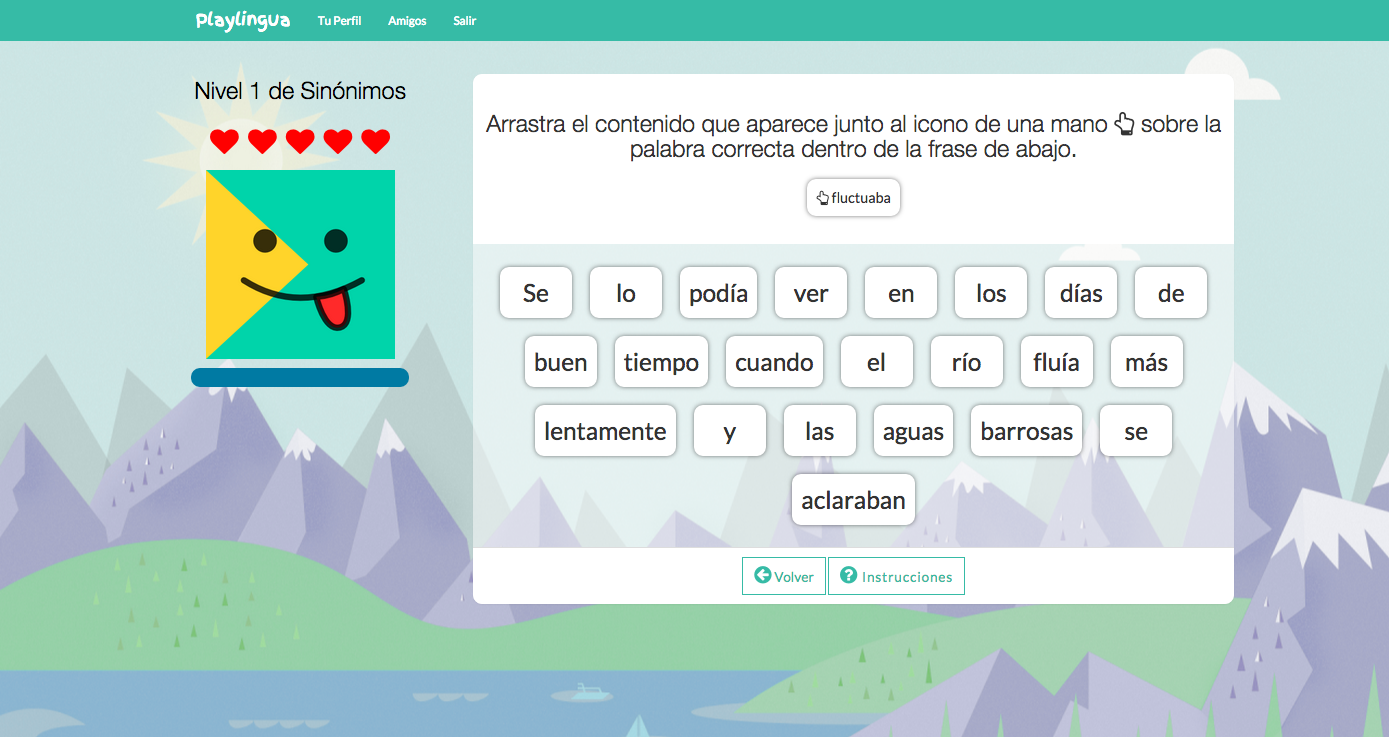 Playlingua Tu Perfil Amigos Salir
Nivel 1 de Sinónimos
Arrastra el contenido que aparece junto al icono de una mano sobre la
palabra correcta dentro de la frase de abajo.
fluctuaba
Se lo podía ver en los días de
buen tiempo cuando el río fluía más
lentamente y las aguas barrosas se
aclaraban
Volver Instrucciones